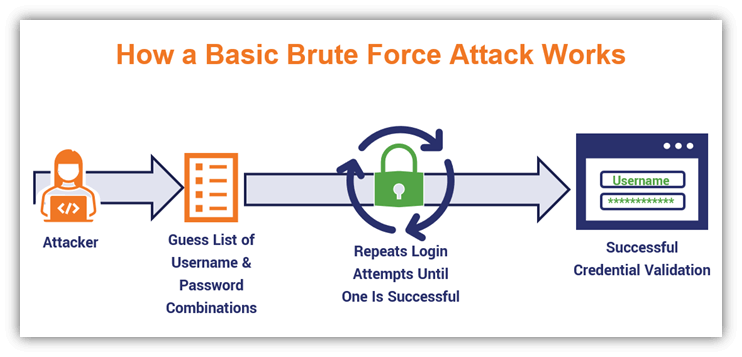 How a Basic Brute Force Attack Works
Attacker
Guess List of
Username &
Password
Combinations
</>
Repeats Login
Attempts Until
One Is Successful
Username
************
Successful
Credential Validation